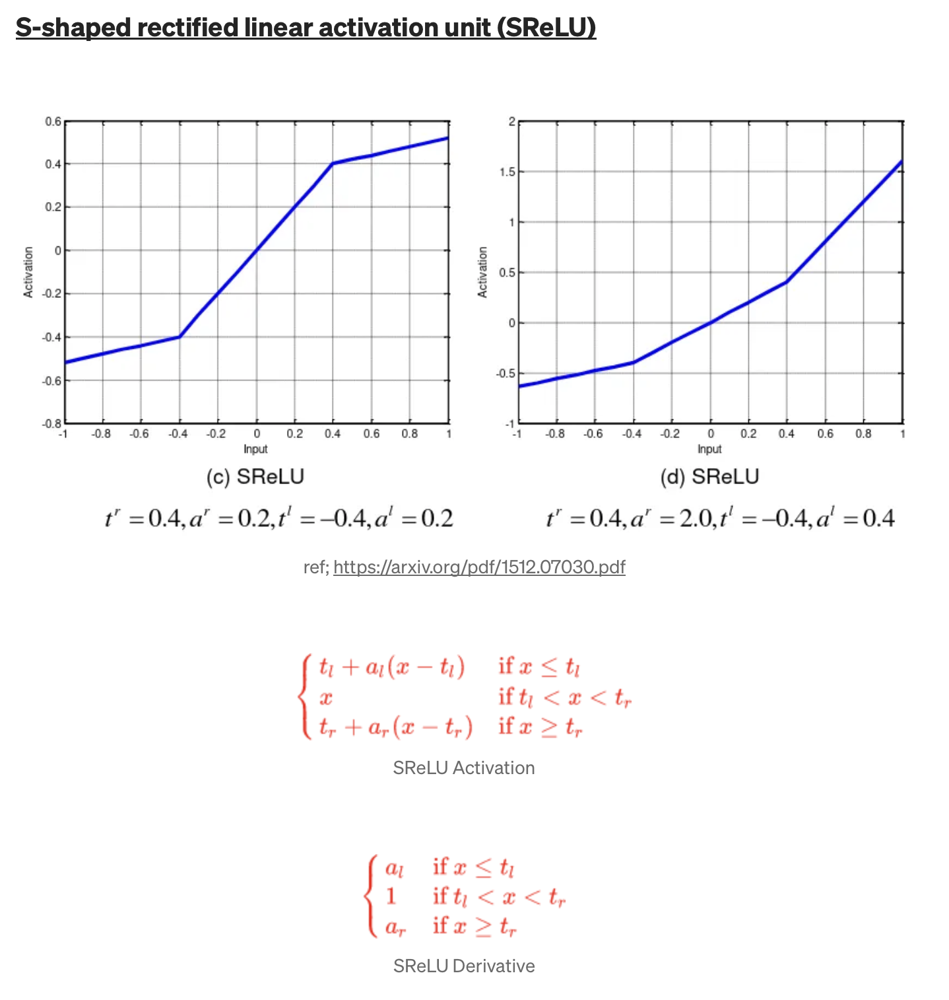 S-shaped rectified linear activation unit (SReLU)
0.6
0.4
0.2
0
-0.2
-0.4
-0.6
-0.8
Activation
-1 -0.8 -0.6 -0.4 -0.2 0 0.2 0.4 0.6 0.8 1
Input
(c) SReLU
t^r = 0.4, a^r = 0.2, t^l = −0.4, a^l = 0.2
2
1.5
1
0.5
0
-0.5
-1
Activation
-1 -0.8 -0.6 -0.4 -0.2 0 0.2 0.4 0.6 0.8 1
Input
(d) SReLU
t^r = 0.4, a^r = 2.0, t^l = −0.4, a^l = 0.4
ref; https://arxiv.org/pdf/1512.07030.pdf
t_l + a_l(x − t_l) if x ≤ t_l
x if t_l < x < t_r
t_r + a_r(x − t_r) if x ≥ t_r
SReLU Activation
a_l if x ≤ t_l
1 if t_l < x < t_r
a_r if x ≥ t_r
SReLU Derivative